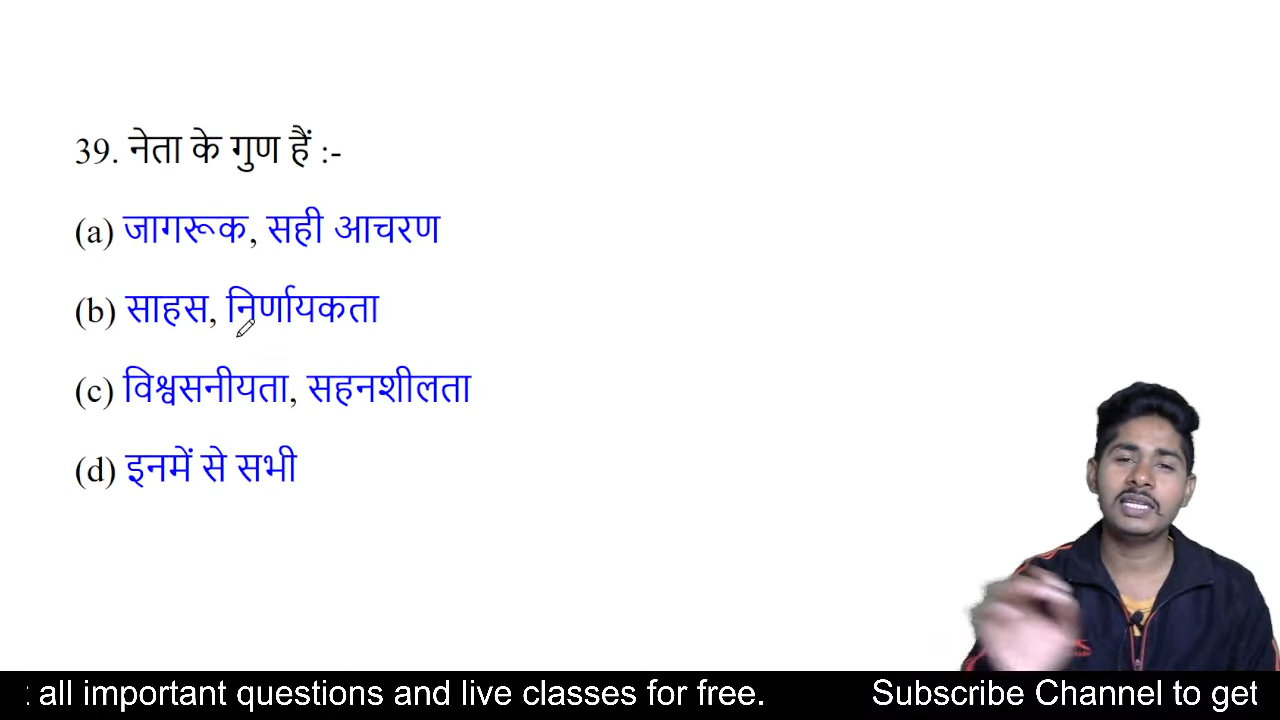 39. नेता के गुण हैं :-
(a) जागरूक, सही आचरण
(b) साहस, निर्णायकता
(c) विश्वसनीयता, सहनशीलता
(d) इनमें से सभी
all important questions and live classes for free. Subscribe Channel to get